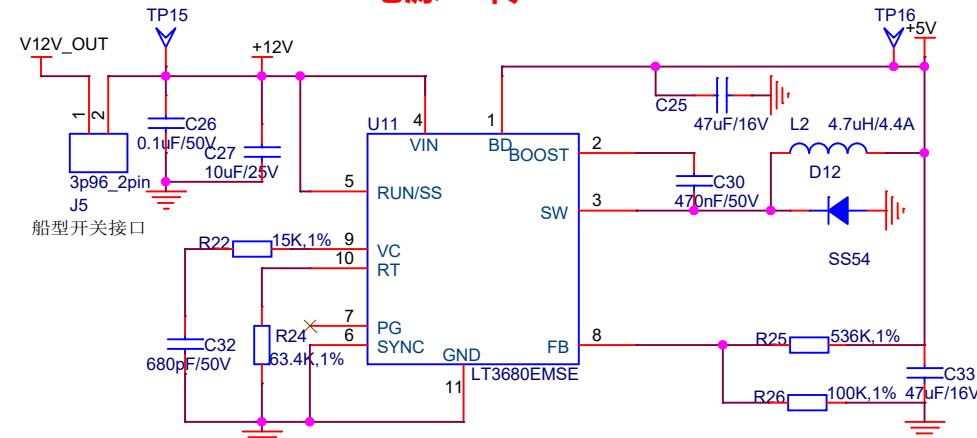 TP15
TP16
V12V_OUT
+12V
+5V
1
2
3p96_2pin
J5
船型开关接口
C26
0.1uF/50V
C27
10uF/25V
U11
4
VIN
1
BD
BOOST
2
5
RUN/SS
SW
3
C25
47uF/16V
L2
4.7uH/4.4A
D12
C30
470nF/50V
SS54
R22
15K,1%
9
VC
10
RT
C32
680pF/50V
R24
63.4K,1%
7
PG
6
SYNC
GND
11
FB
8
LT3680EMSE
R25
536K,1%
R26
100K,1%
C33
47uF/16V